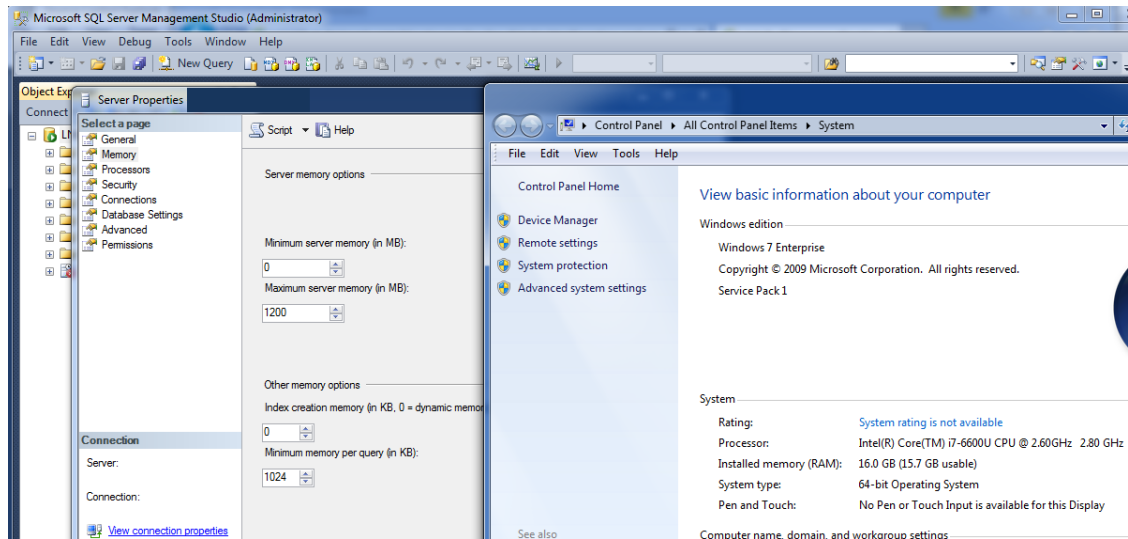 Microsoft SQL Server Management Studio (Administrator)
File Edit View Debug Tools Window Help
New Query
Server Properties
Connect
Select a page
General
Memory
Processors
Security
Connections
Database Settings
Advanced
Permissions
Connection
Server:
Connection:
View connection properties
Script Help
Server memory options
Minimum server memory (in MB):
0
Maximum server memory (in MB):
1200
Other memory options
Index creation memory (in KB, 0 = dynamic
0
Minimum memory per query (in KB):
1024
Control Panel All Control Panel Items System
File Edit View Tools Help
Control Panel Home
Device Manager
Remote settings
System protection
Advanced system settings
See also
View basic information about your computer
Windows edition
Windows 7 Enterprise
Copyright © 2009 Microsoft Corporation. All rights reserved.
Service Pack 1
System
Rating: System rating is not available
Processor: Intel(R) Core(TM) i7-6600U CPU @ 2.60GHz 2.80 GHz
Installed memory (RAM): 16.0 GB (15.7 GB usable)
System type: 64-bit Operating System
Pen and Touch: No Pen or Touch Input is available for this Display
Computer name, domain, and workgroup settings